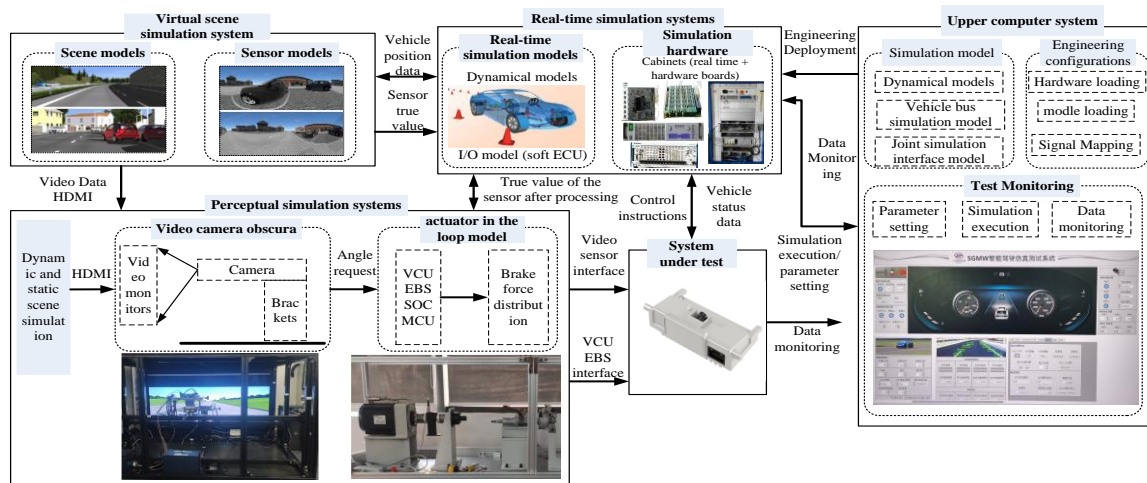 Virtual scene
simulation system
Scene models
Sensor models
Vehicle
position
data
Sensor
true
value
Real-time simulation systems
Real-time
simulation models
Dynamical models
I/O model (soft ECU)
Simulation
hardware
Cabinets (real time +
hardware boards)
Engineering
Deployment
Upper computer system
Simulation model
Dynamical models
Vehicle bus
simulation model
Joint simulation
interface model
Engineering
configurations
Hardware loading
modle loading
Signal Mapping
Data
Monitor
ing
Video Data
HDMI
True value of the
sensor after processing
Control
instructions
Vehicle
status
data
Test Monitoring
Parameter
setting
Simulation
execution
Data
monitoring
SGMW智能驾驶仿真测试系统
Perceptual simulation systems
Dynam
ic and
static
scene
simulat
ion
HDMI
Video camera obscura
Vid
eo m
onit
ors
Camera
Brac
kets
Angle
request
actuator in the
loop model
VCU
EBS
SOC
MCU
Brake
force
distribut
ion
Video
sensor
interface
VCU
EBS
interface
System
under test
Simulation
execution/
parameter
setting
Data
monitoring